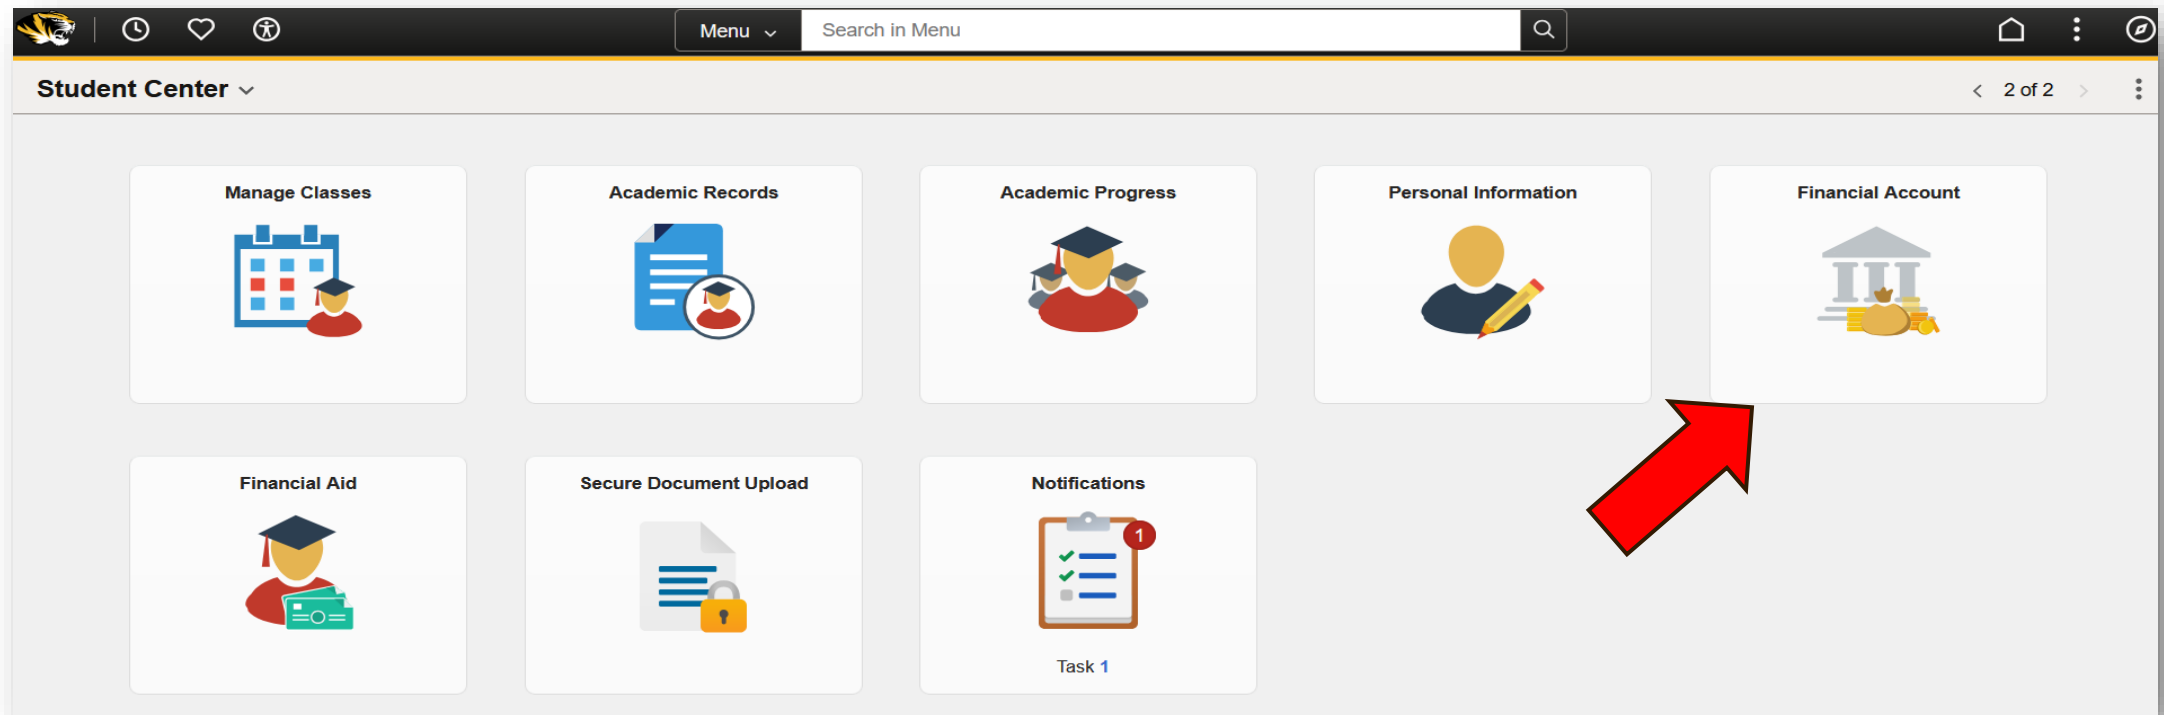 Menu
Search in Menu
Student Center
2 of 2
Manage Classes
Academic Records
Academic Progress
Personal Information
Financial Account
Financial Aid
Secure Document Upload
Notifications
1
Task 1